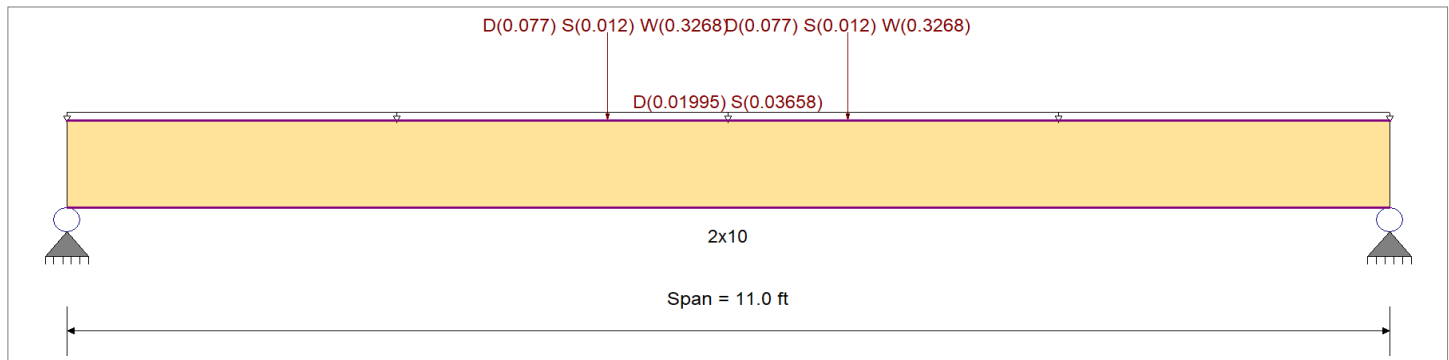 D(0.077) S(0.012) W(0.3268)D(0.077) S(0.012) W(0.3268)
D(0.01995) S(0.03658)
2x10
Span = 11.0 ft